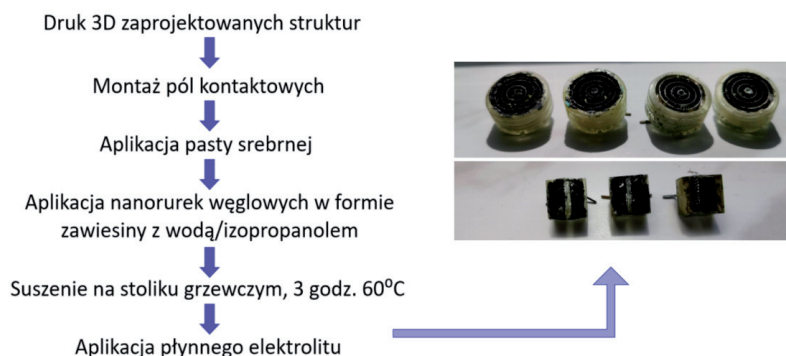 Druk 3D zaprojektowanych struktur
Montaż pól kontaktowych
Aplikacja pasty srebrnej
Aplikacja nanorurek węglowych w formie
zawiesiny z wodą/izopropanolem
Suszenie na stoliku grzewczym, 3 godz. 60⁰C
Aplikacja płynnego elektrolitu